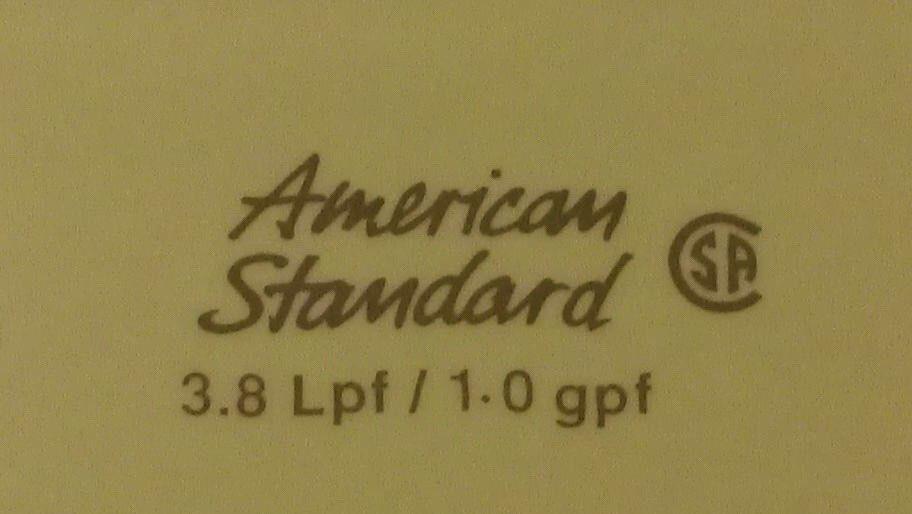 American
Standard
CSA
3.8 Lpf / 1.0 gpf